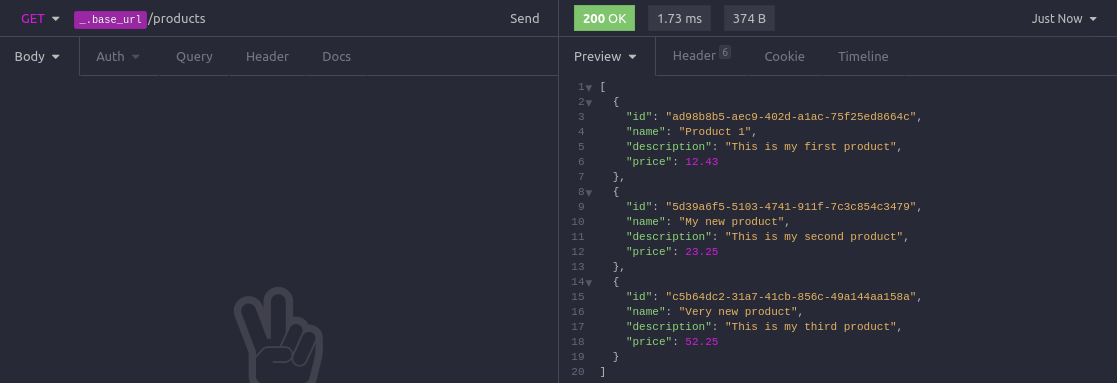 GET _.base_url/products Send 200 OK 1.73 ms 374 B Just Now
Body Auth Query Header Docs Preview Header 6 Cookie Timeline
1 [
2 {
3 "id": "ad98b8b5-aec9-402d-a1ac-75f25ed8664c",
4 "name": "Product 1",
5 "description": "This is my first product",
6 "price": 12.43
7 },
8 {
9 "id": "5d39a6f5-5103-4741-911f-7c3c854c3479",
10 "name": "My new product",
11 "description": "This is my second product",
12 "price": 23.25
13 },
14 {
15 "id": "c5b64dc2-31a7-41cb-856c-49a144aa158a",
16 "name": "Very new product",
17 "description": "This is my third product",
18 "price": 52.25
19 }
20 ]